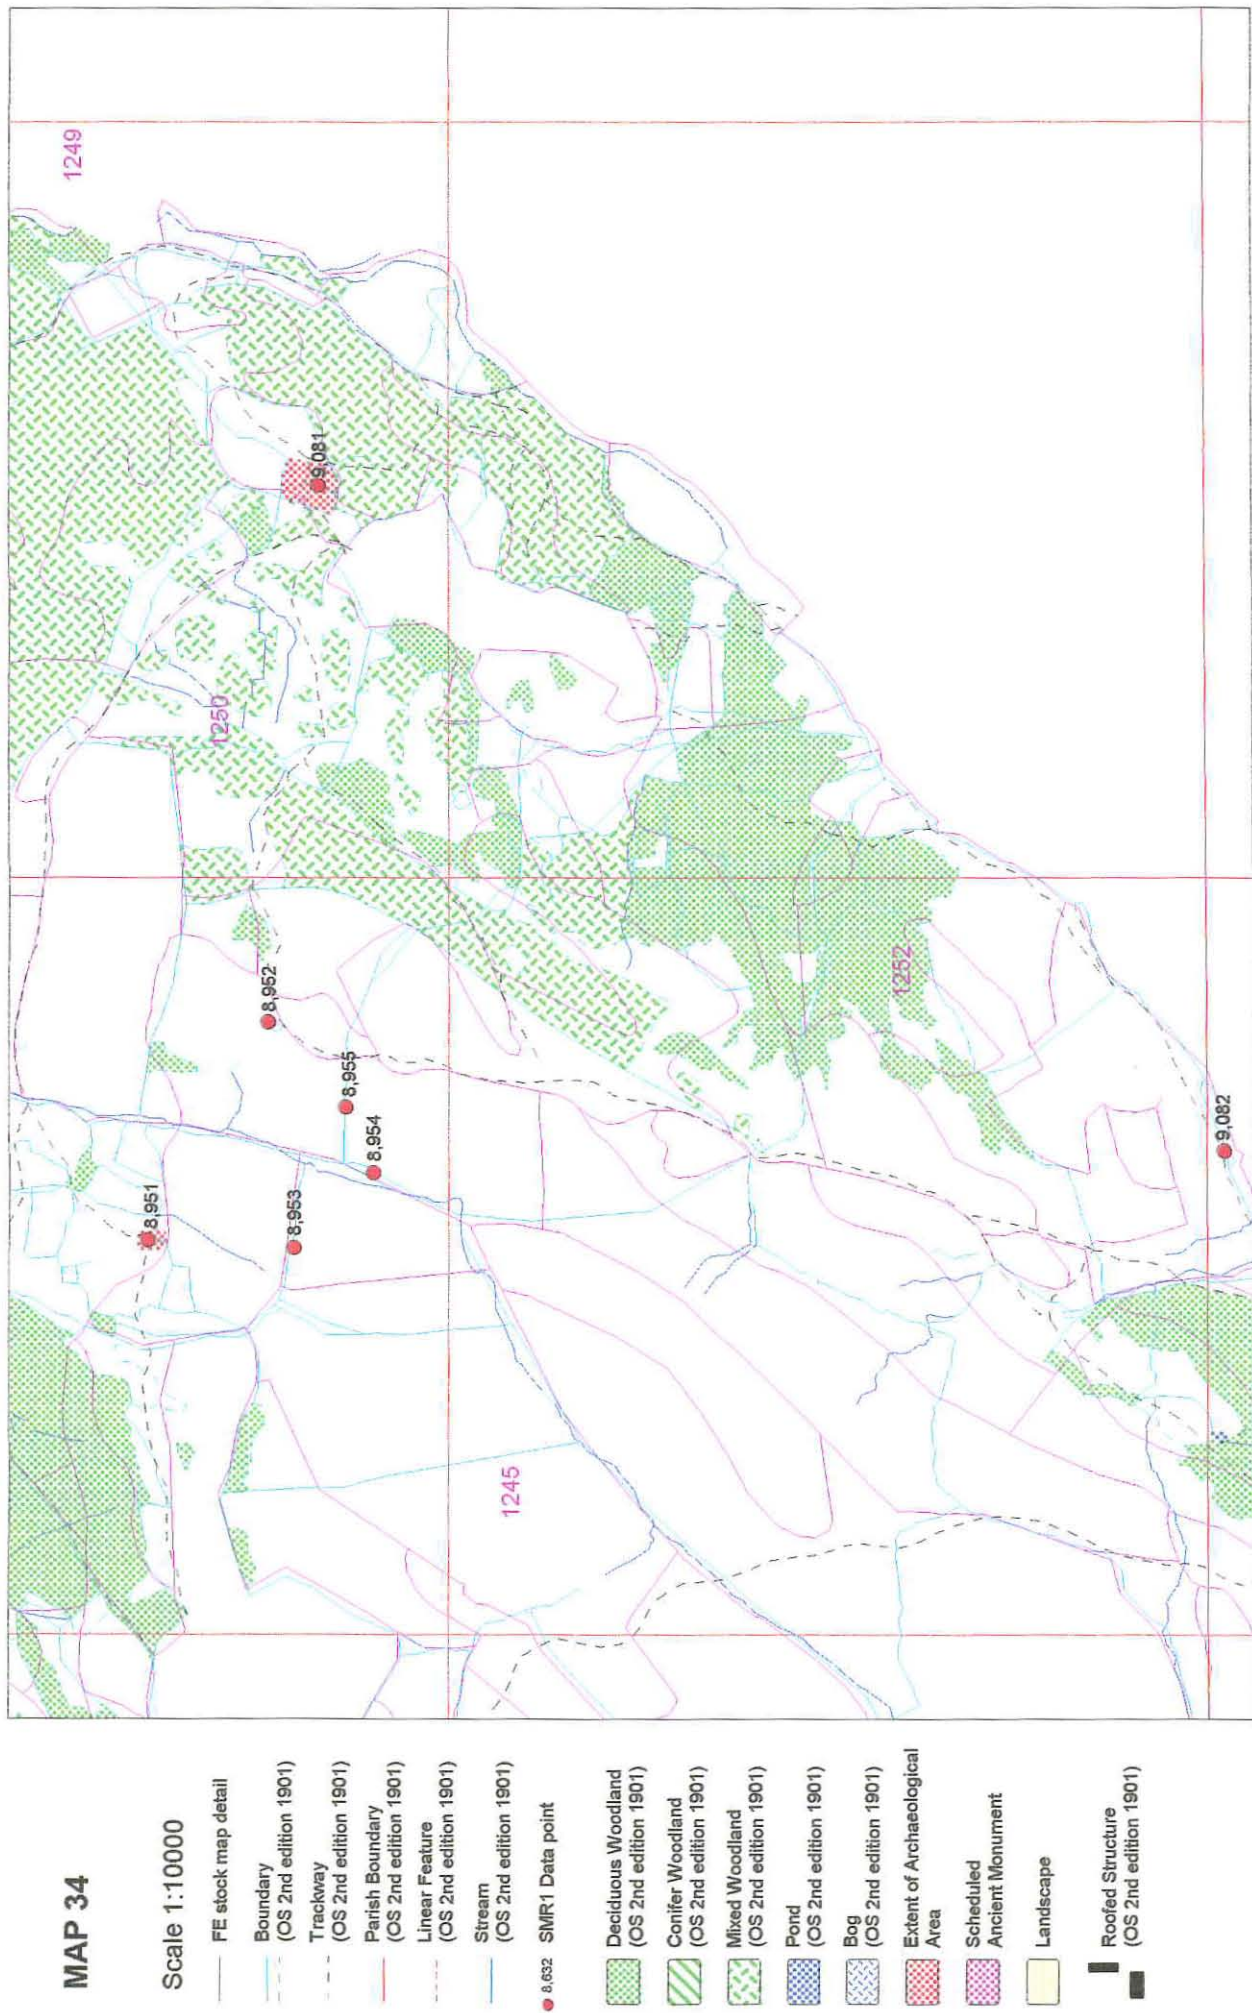 MAP 34
Scale 1:10000
FE stock map detail
Boundary
(OS 2nd edition 1901)
Trackway
(OS 2nd edition 1901)
Parish Boundary
(OS 2nd edition 1901)
Linear Feature
(OS 2nd edition 1901)
Stream
(OS 2nd edition 1901)
8,632 SMR1 Data point
Deciduous Woodland
(OS 2nd edition 1901)
Conifer Woodland
(OS 2nd edition 1901)
Mixed Woodland
(OS 2nd edition 1901)
Pond
(OS 2nd edition 1901)
Bog
(OS 2nd edition 1901)
Extent of Archaeological
Area
Scheduled
Ancient Monument
Landscape
Roofed Structure
(OS 2nd edition 1901)
1249
9,081
1250
8,952
8,955
8,954
8,951
8,953
1252
9,082
1245